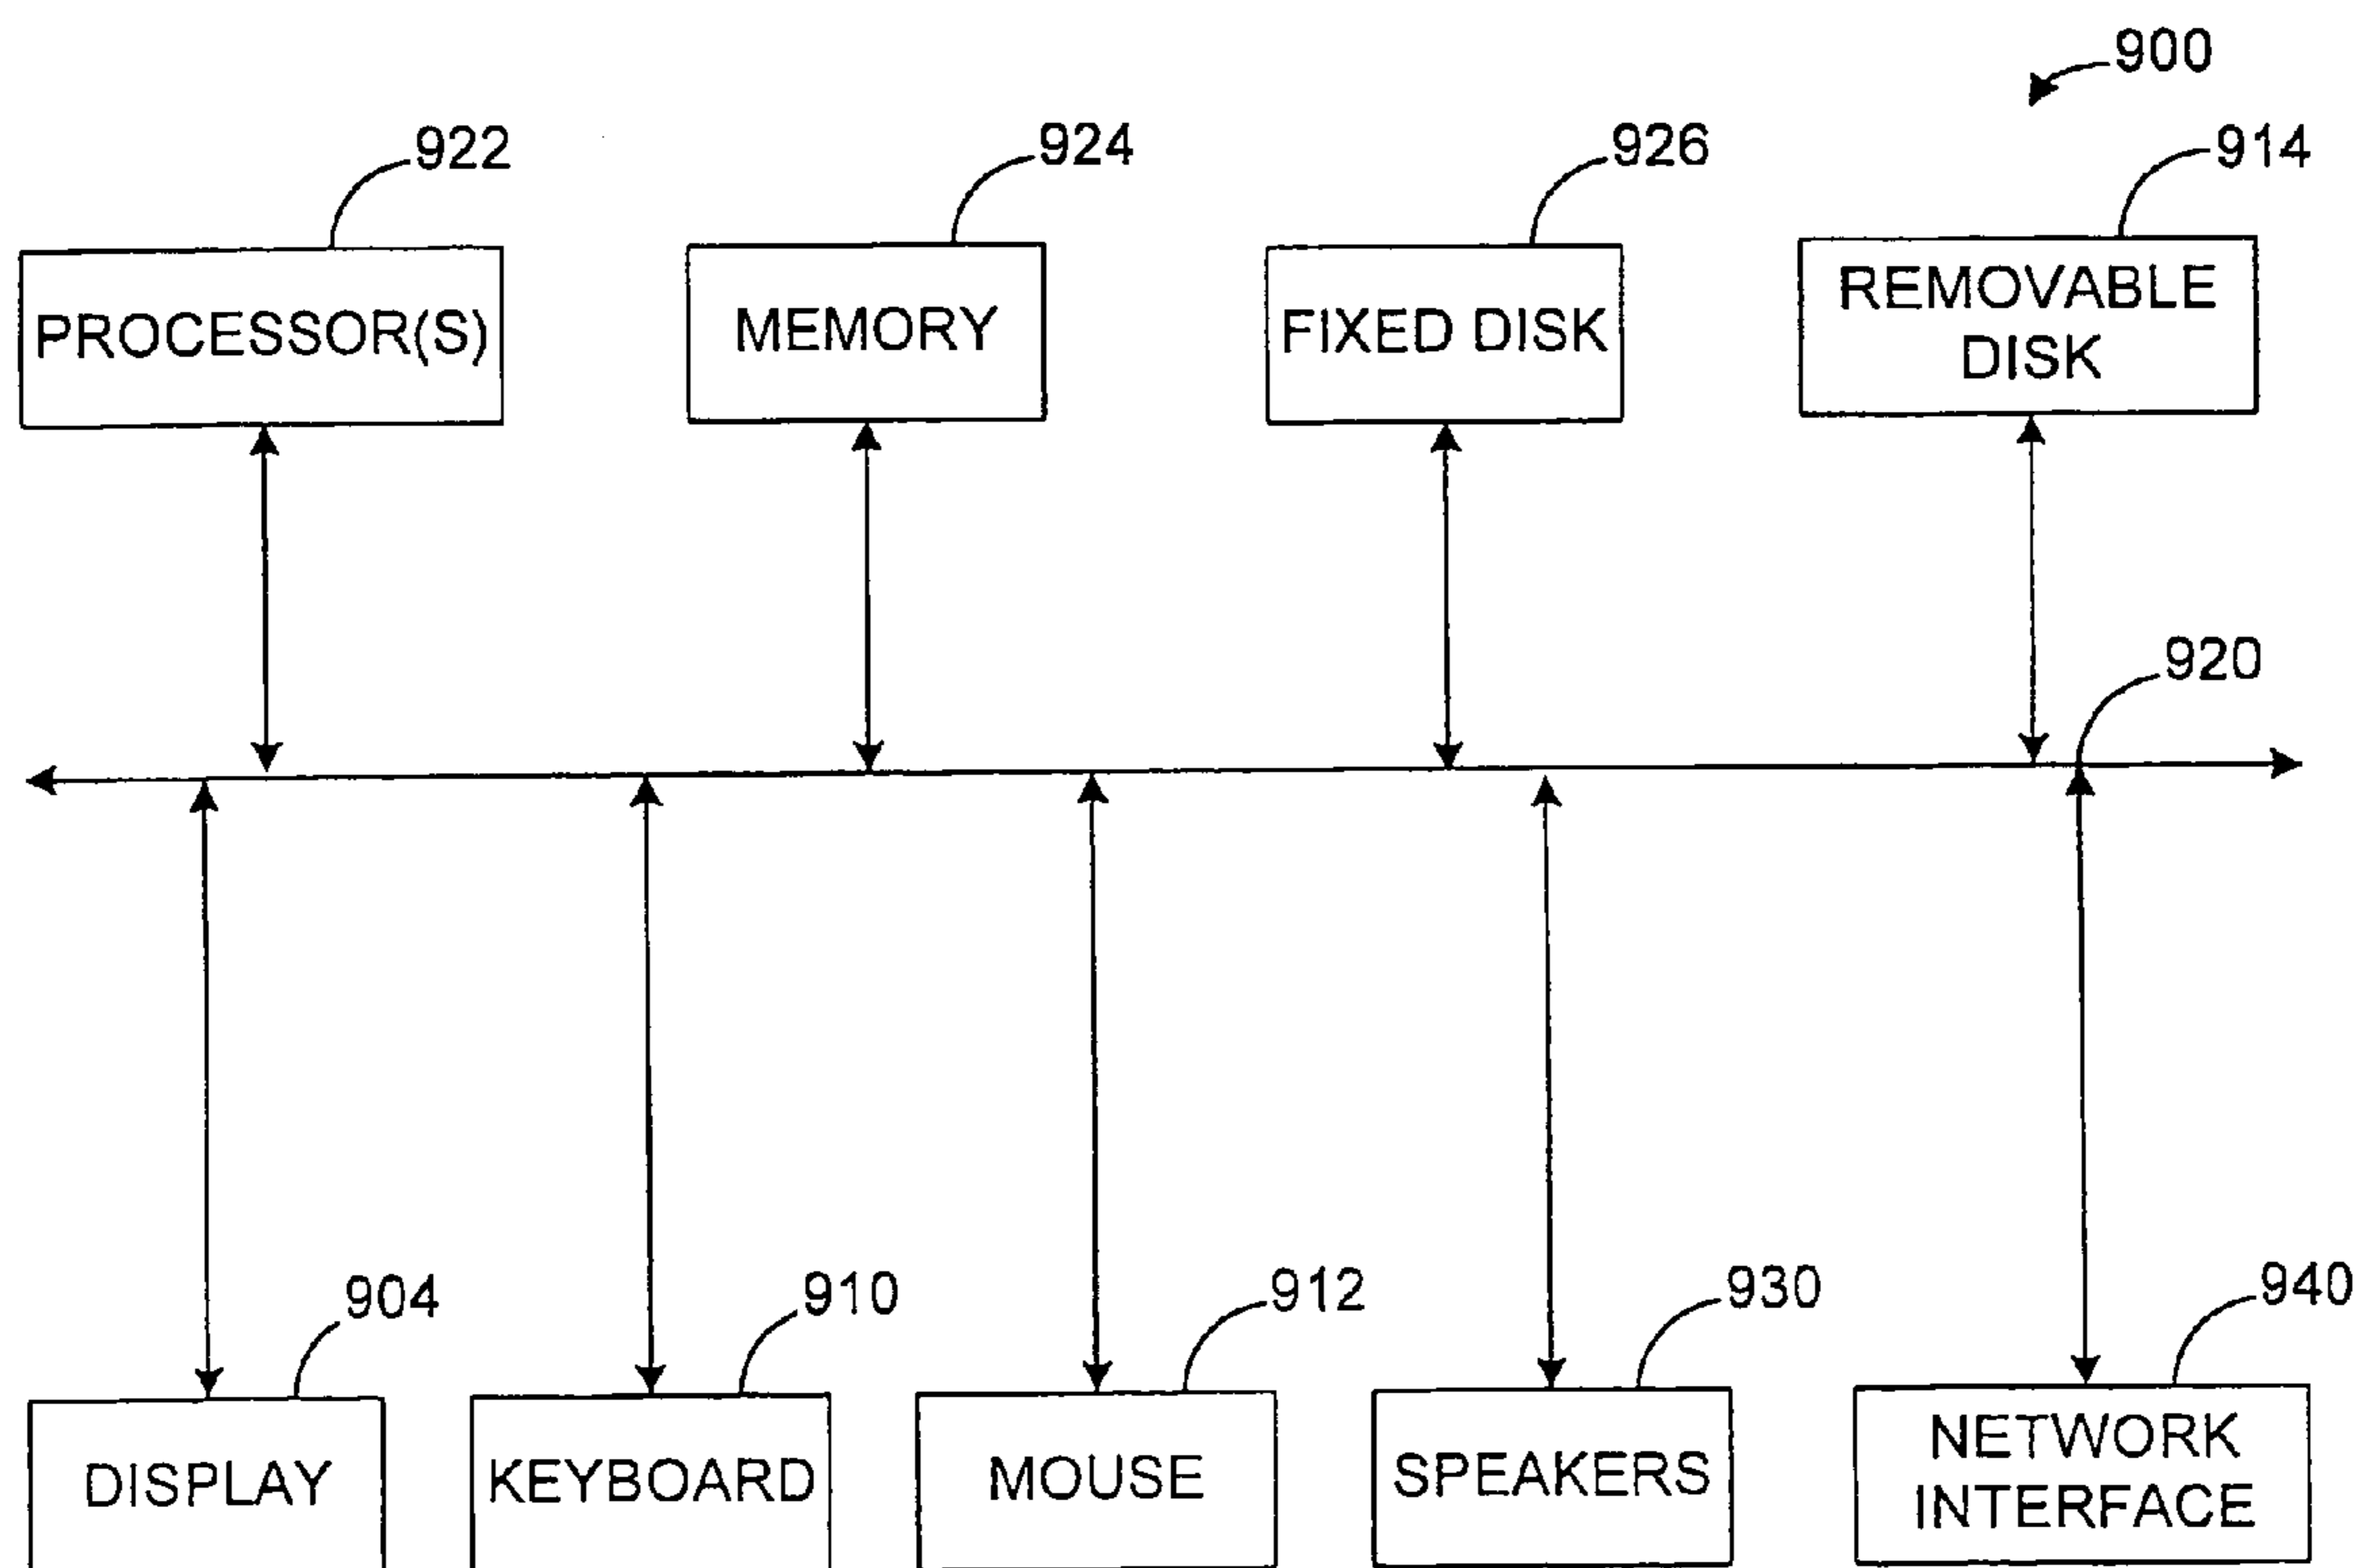 900
922
924
926
914
PROCESSOR(S)
MEMORY
FIXED DISK
REMOVABLE
DISK
920
904
910
912
930
940
DISPLAY
KEYBOARD
MOUSE
SPEAKERS
NETWORK
INTERFACE